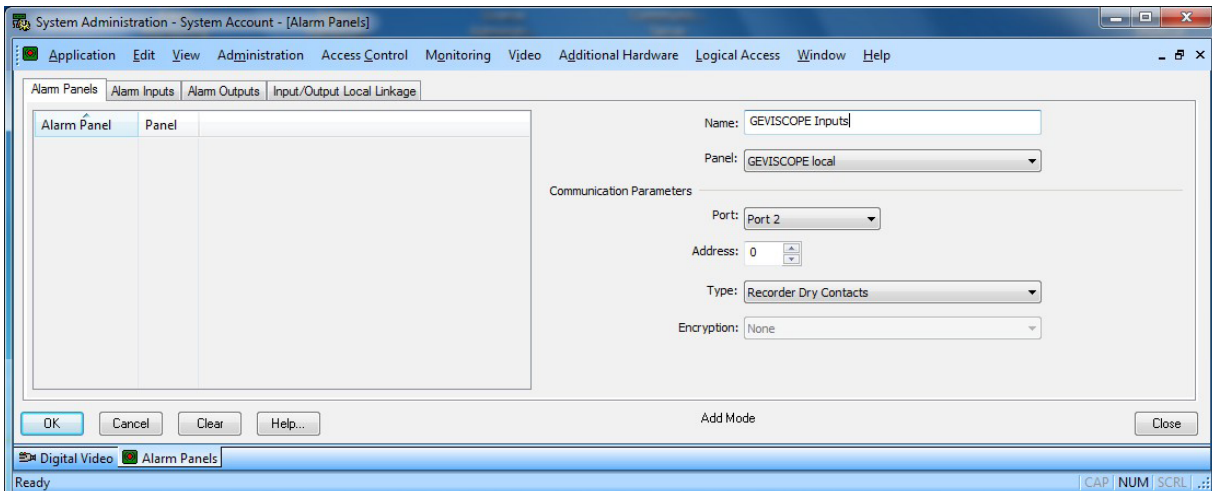 System Administration - System Account - [Alarm Panels]
Application Edit View Administration Access Control Monitoring Video Additional Hardware Logical Access Window Help
Alarm Panels Alarm Inputs Alarm Outputs Input/Output Local Linkage
Alarm Panel Panel
Name: GEVISCOPE Inputs
Panel: GEVISCOPE local
Communication Parameters
Port: Port 2
Address: 0
Type: Recorder Dry Contacts
Encryption: None
OK Cancel Clear Help... Add Mode Close
Digital Video Alarm Panels
Ready CAP NUM SCRL